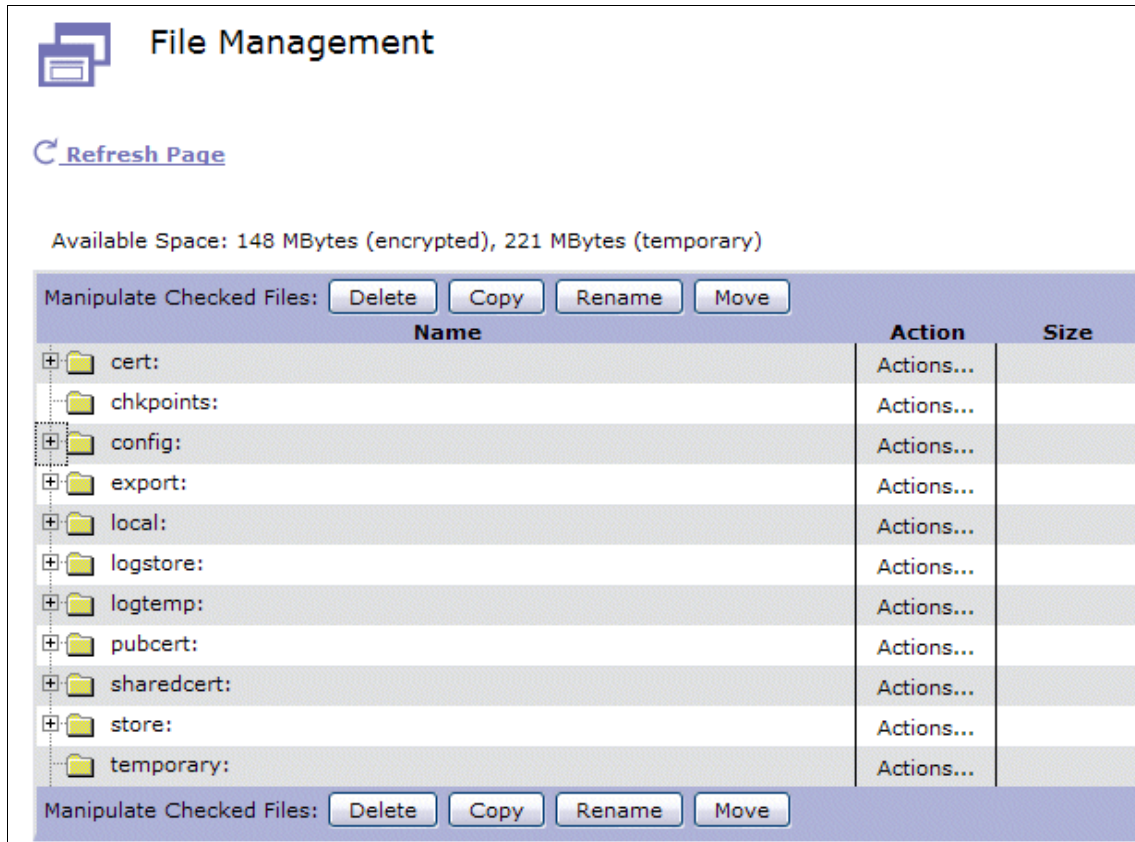 File Management
Refresh Page
Available Space: 148 MBytes (encrypted), 221 MBytes (temporary)
Manipulate Checked Files: Delete Copy Rename Move
Name Action Size
cert: Actions...
chkpoints: Actions...
config: Actions...
export: Actions...
local: Actions...
logstore: Actions...
logtemp: Actions...
pubcert: Actions...
sharedcert: Actions...
store: Actions...
temporary: Actions...
Manipulate Checked Files: Delete Copy Rename Move